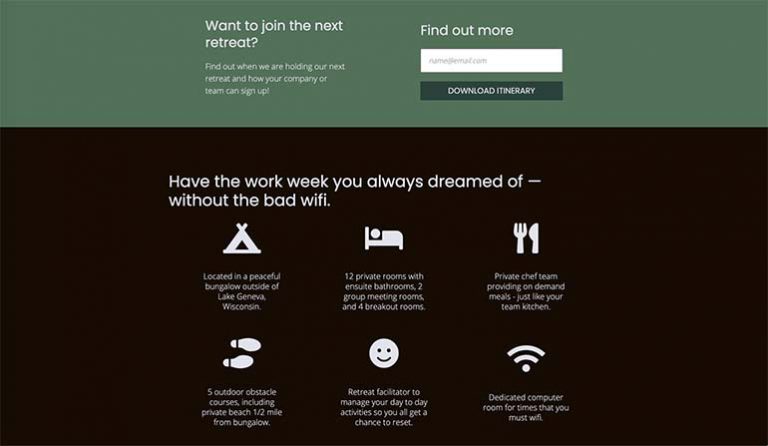 Want to join the next
retreat?
Find out when we are holding our next
retreat and how your company or
team can sign up!
Find out more
name@email.com
DOWNLOAD ITINERARY
Have the work week you always dreamed of —
without the bad wifi.
Located in a peaceful
bungalow outside of
Lake Geneva,
Wisconsin.
12 private rooms with
ensuite bathrooms, 2
group meeting rooms,
and 4 breakout rooms.
Private chef team
providing on demand
meals - just like your
team kitchen.
5 outdoor obstacle
courses, including
private beach 1/2 mile
from bungalow.
Retreat facilitator to
manage your day to day
activities so you all get a
chance to reset.
Dedicated computer
room for times that you
must wifi.